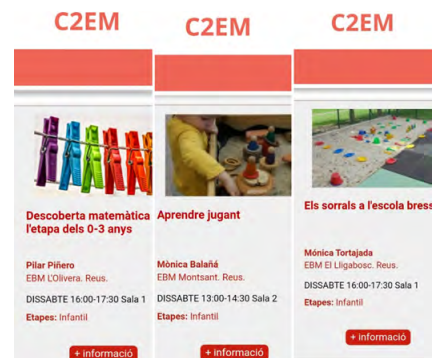 C2EM
Descoberta matemàtica
l'etapa dels 0-3 anys
Pilar Piñero
EBM L'Olivera. Reus.
DISSABTE 16:00-17:30 Sala 1
Etapes: Infantil
+ informació
C2EM
Aprendre jugant
Mònica Balañá
EBM Montsant. Reus.
DISSABTE 13:00-14:30 Sala 2
Etapes: Infantil
+ informació
C2EM
Els sorrals a l'escola bress
Mónica Tortajada
EBM El Lligabosc. Reus.
DISSABTE 16:00-17:30 Sala 1
Etapes: Infantil
+ informació